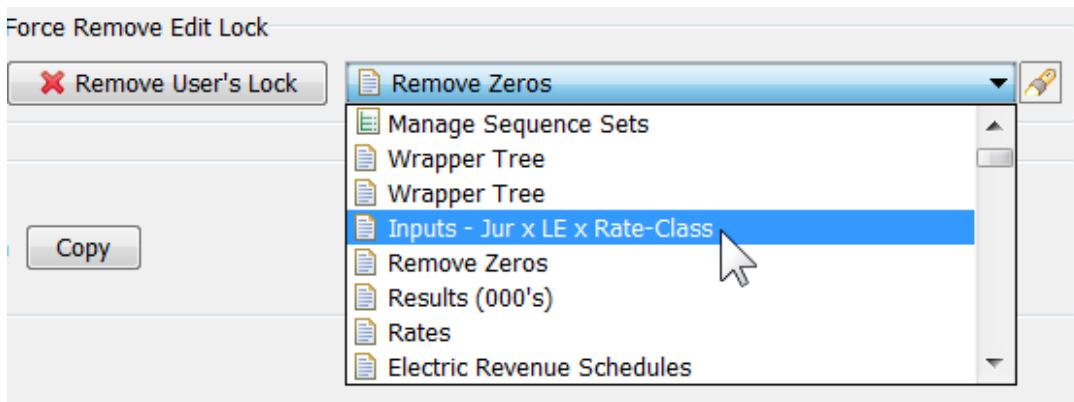 Force Remove Edit Lock
Remove User's Lock
Remove Zeros
Manage Sequence Sets
Wrapper Tree
Wrapper Tree
Inputs - Jur x LE x Rate-Class
Copy
Remove Zeros
Results (000's)
Rates
Electric Revenue Schedules